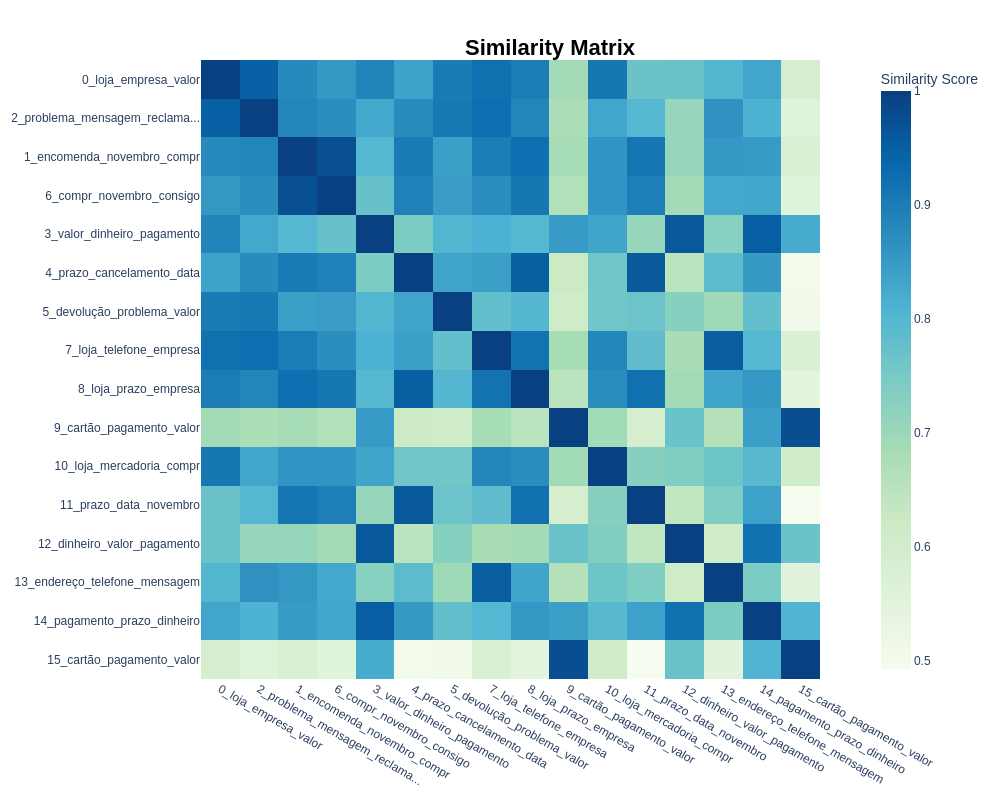 Similarity Matrix
0_loja_empresa_valor
2_problema_mensagem_reclama...
1_encomenda_novembro_compr
6_compr_novembro_consigo
3_valor_dinheiro_pagamento
4_prazo_cancelamento_data
5_devolução_problema_valor
7_loja_telefone_empresa
8_loja_prazo_empresa
9_cartão_pagamento_valor
10_loja_mercadoria_compr
11_prazo_data_novembro
12_dinheiro_valor_pagamento
13_endereço_telefone_mensagem
14_pagamento_prazo_dinheiro
15_cartão_pagamento_valor
0_loja_empresa_valor
2_problema_mensagem_reclama...
1_encomenda_novembro_compr
6_compr_novembro_consigo
3_valor_dinheiro_pagamento
4_prazo_cancelamento_data
5_devolução_problema_valor
7_loja_telefone_empresa
8_loja_prazo_empresa
9_cartão_pagamento_valor
10_loja_mercadoria_compr
11_prazo_data_novembro
12_dinheiro_valor_pagamento
13_endereço_telefone_mensagem
14_pagamento_prazo_dinheiro
15_cartão_pagamento_valor
Similarity Score
1
0.9
0.8
0.7
0.6
0.5